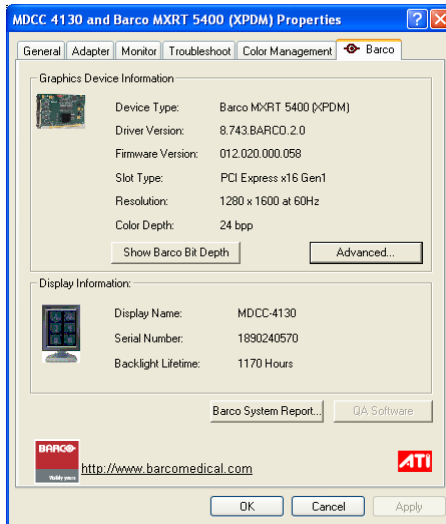 MDCC 4130 and Barco MXRT 5400 (XPDM) Properties
General Adapter Monitor Troubleshoot Color Management Barco
Graphics Device Information
Device Type: Barco MXRT 5400 (XPDM)
Driver Version: 8.743.BARCO.2.0
Firmware Version: 012.020.000.058
Slot Type: PCI Express x16 Gen1
Resolution: 1280 x 1600 at 60Hz
Color Depth: 24 bpp
Show Barco Bit Depth Advanced...
Display Information:
Display Name: MDCC-4130
Serial Number: 1890240570
Backlight Lifetime: 1170 Hours
Barco System Report... QA Software
BARCO
Visibly yours
http://www.barcomedical.com
ATI
OK Cancel Apply